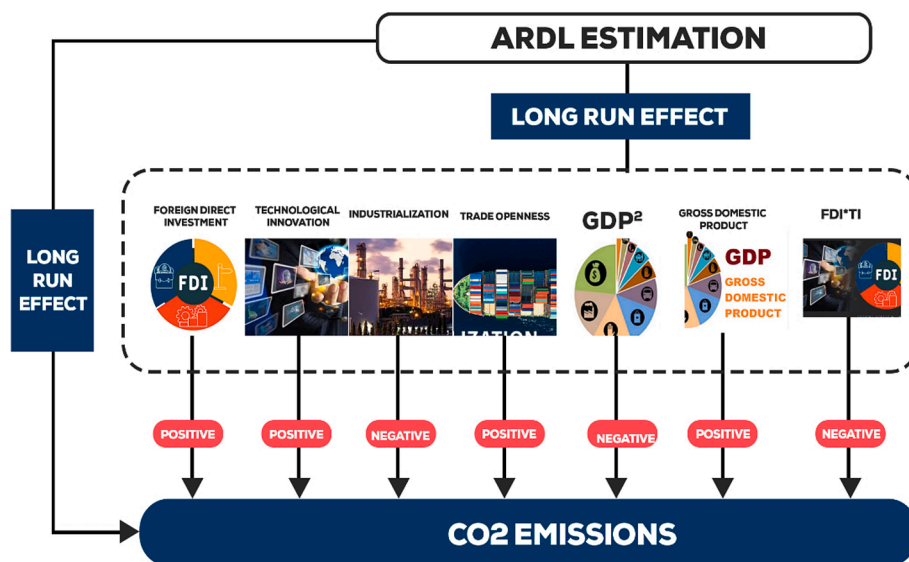 ARDL ESTIMATION
LONG RUN EFFECT
LONG
RUN
EFFECT
FOREIGN DIRECT
INVESTMENT
TECHNOLOGICAL
INNOVATION
INDUSTRIALIZATION
TRADE OPENNESS
GDP²
GROSS DOMESTIC
PRODUCT
FDI*TI
FDI
IZATION
GDP
GROSS
DOMESTIC
PRODUCT
FDI
POSITIVE
POSITIVE
NEGATIVE
POSITIVE
NEGATIVE
POSITIVE
NEGATIVE
CO2 EMISSIONS